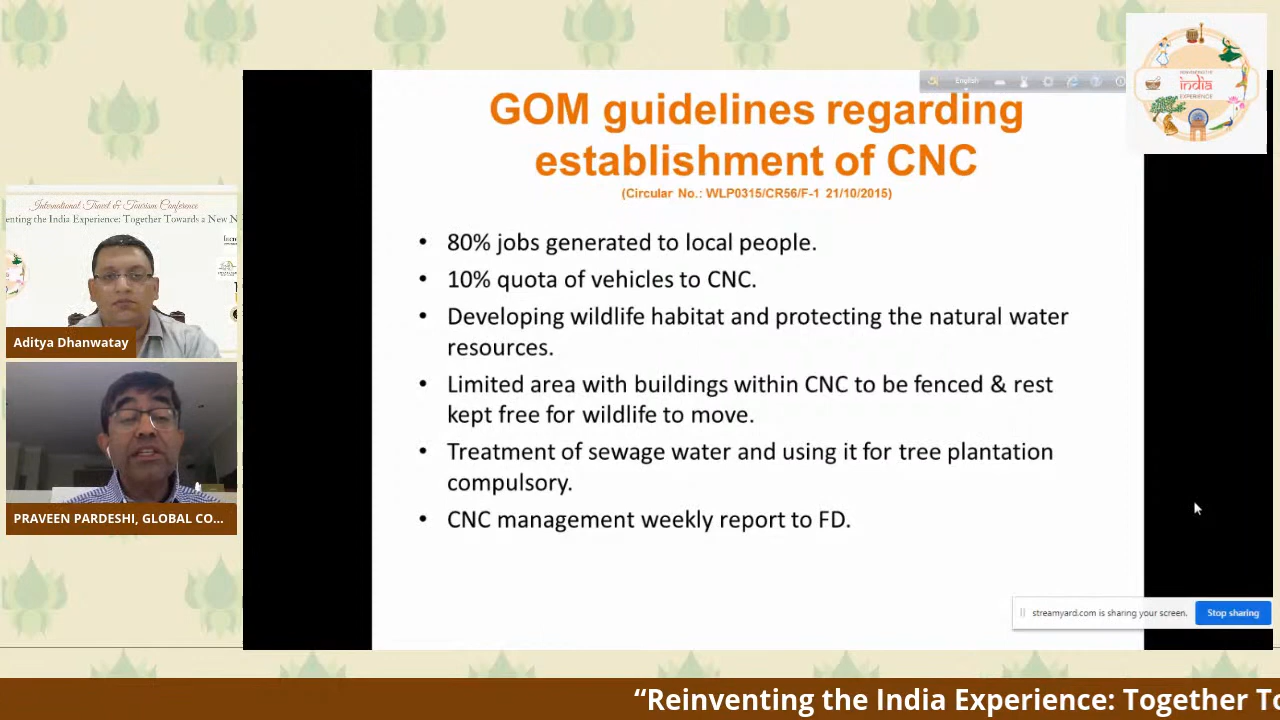 English
GOM guidelines regarding
establishment of CNC
(Circular No.: WLP0315/CR56/F-1 21/10/2015)
• 80% jobs generated to local people.
• 10% quota of vehicles to CNC.
• Developing wildlife habitat and protecting the natural water
resources.
• Limited area with buildings within CNC to be fenced & rest
kept free for wildlife to move.
• Treatment of sewage water and using it for tree plantation
compulsory.
• CNC management weekly report to FD.
india
EXPERIENCE
International Travel & Tourism Conference
enting the India Experience: Together Towards a New N
Aditya Dhanwatay
PRAVEEN PARDESHI, GLOBAL CO...
streamyard.com is sharing your screen.
Stop sharing
“Reinventing the India Experience: Together To